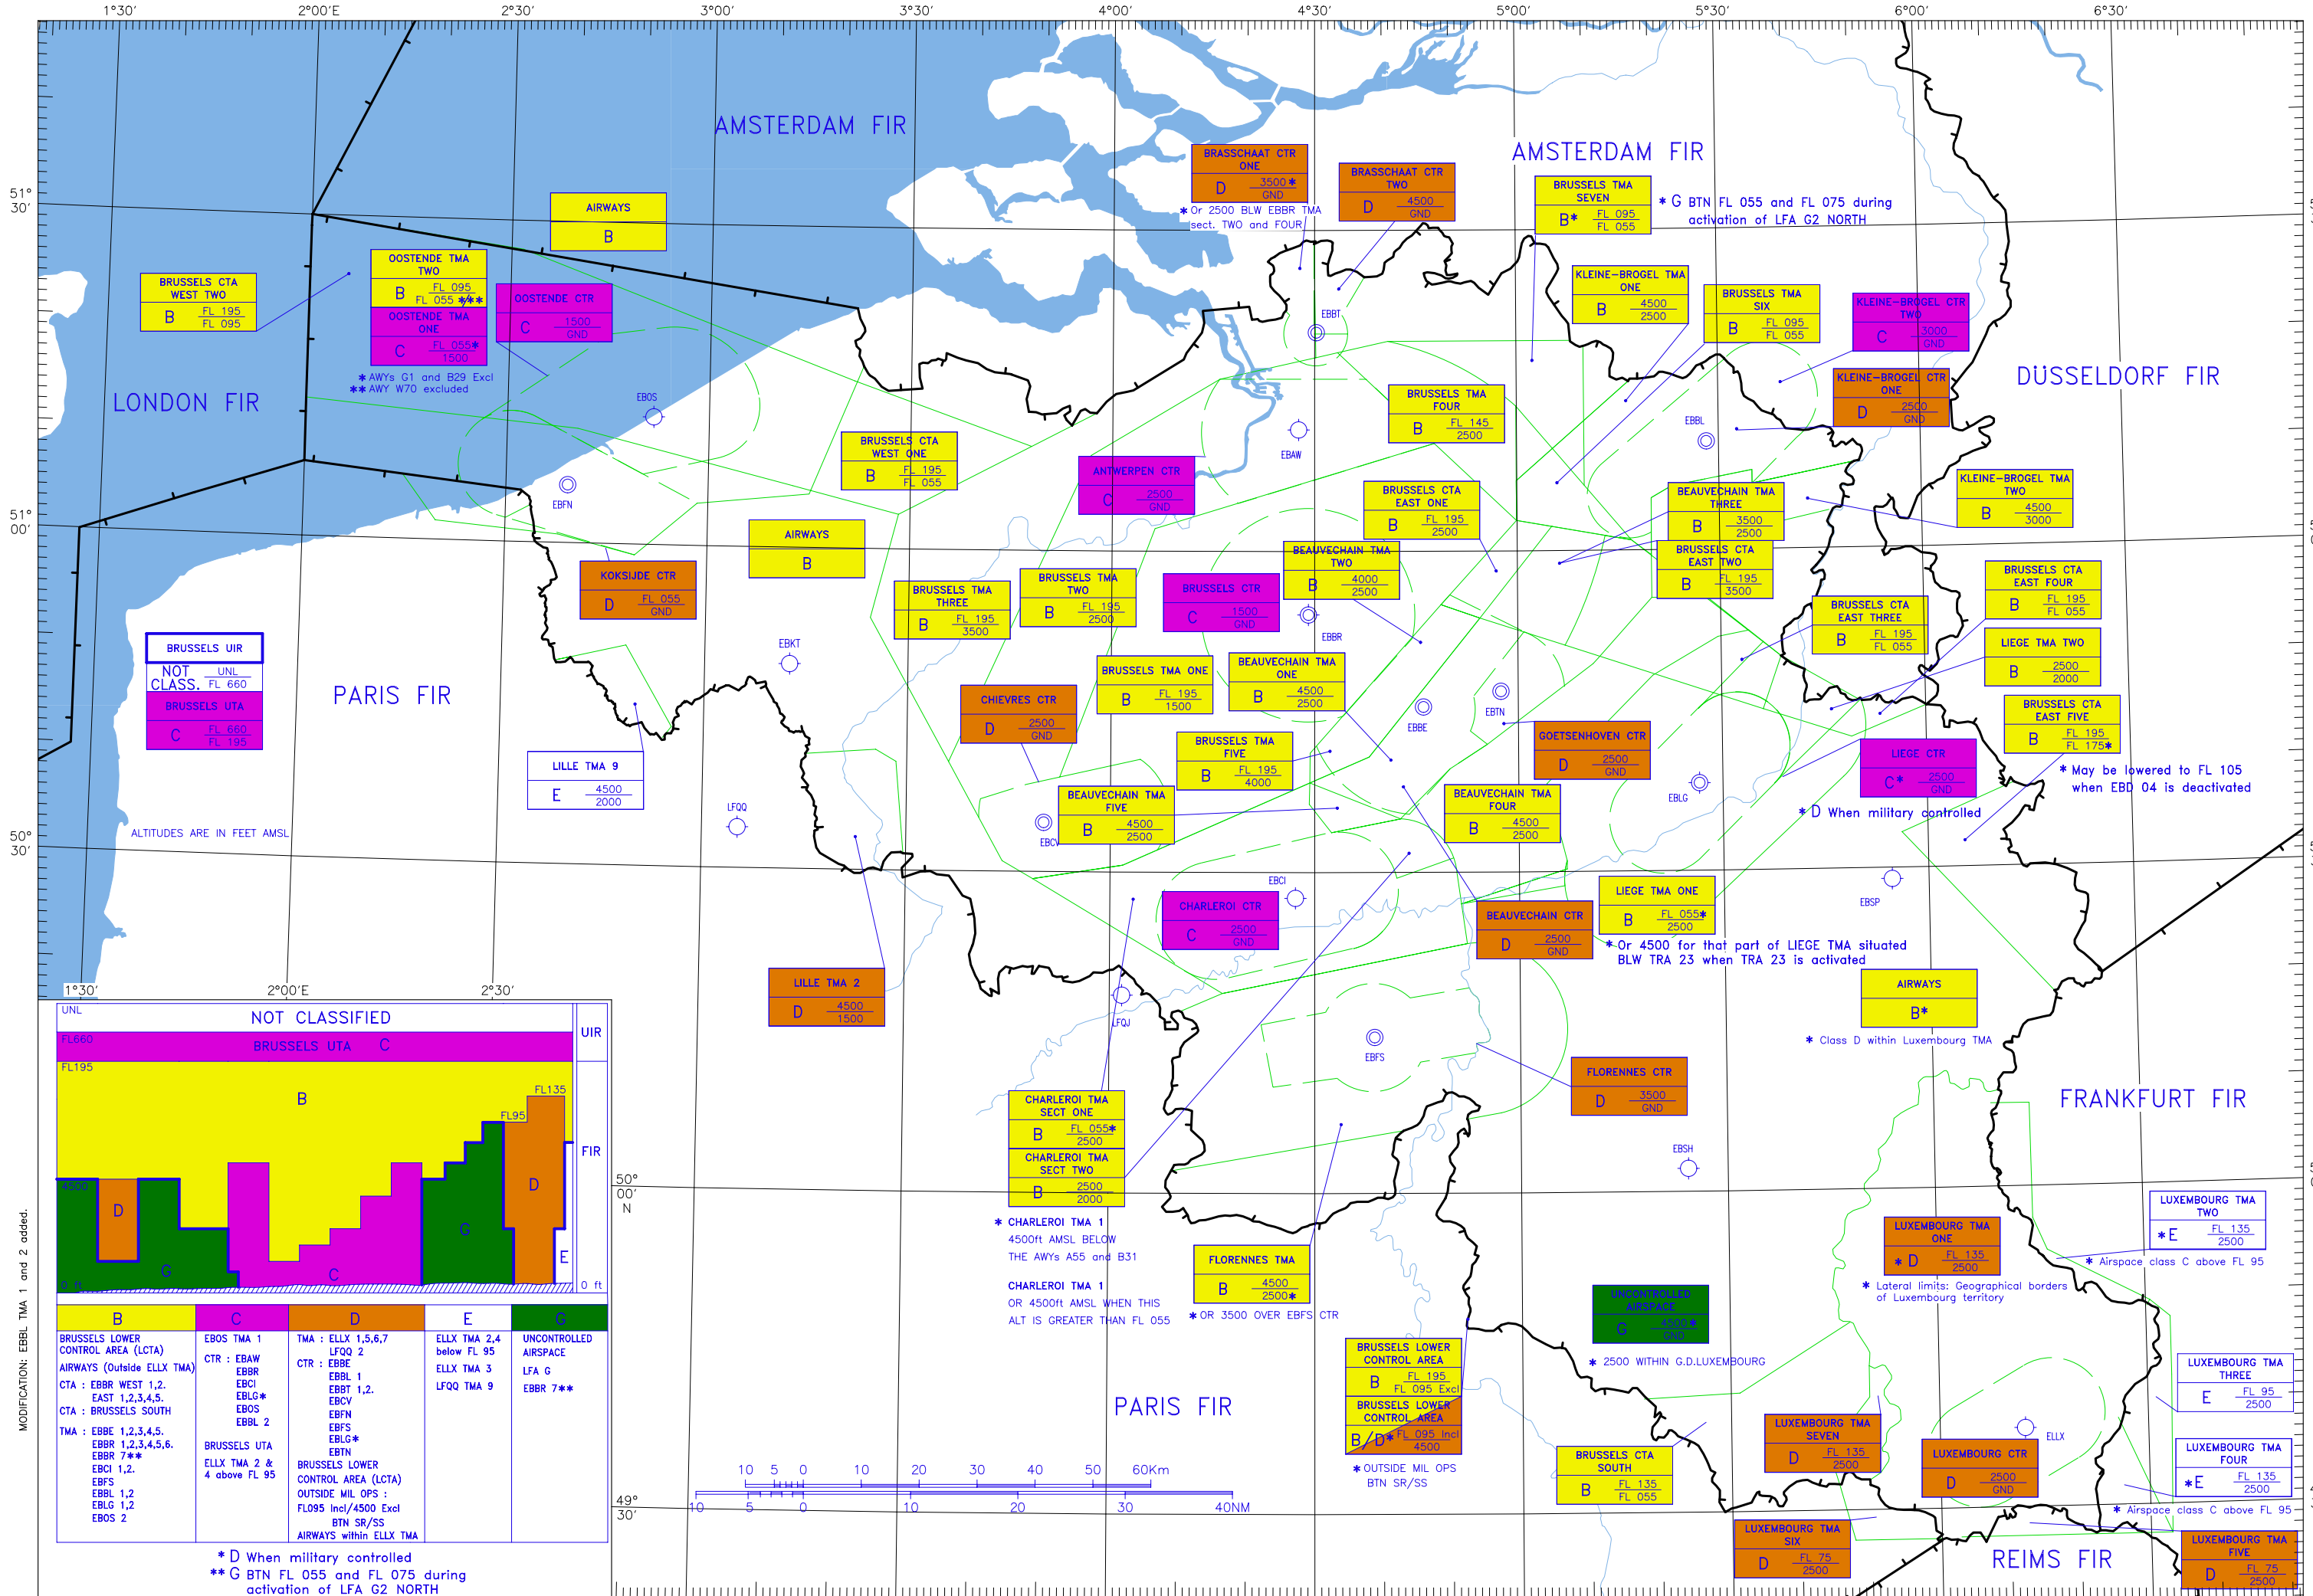 1°30'
2°00'E
2°30'
3°00'
3°30'
4°00'
4°30'
5°00'
5°30'
6°00'
6°30'
AMSTERDAM FIR
AMSTERDAM FIR
51°
30'
BRASSCHAAT CTR
ONE
D 3500*
GND
* Or 2500 BLW EBBR TMA
sect. TWO and FOUR
BRASSCHAAT CTR
TWO
D 4500
GND
BRUSSELS TMA
SEVEN
B* FL 095
FL 055
* G BTN FL 055 and FL 075 during
activation of LFA G2 NORTH
AIRWAYS
B
BRUSSELS CTA
WEST TWO
B FL 195
FL 095
OOSTENDE TMA
TWO
B FL 095
FL 055 ***
OOSTENDE TMA
ONE
C FL 055*
1500
* AWYs G1 and B29 Excl
** AWY W70 excluded
OOSTENDE CTR
C 1500
GND
KLEINE-BROGEL TMA
ONE
B 4500
2500
BRUSSELS TMA
SIX
B FL 095
FL 055
KLEINE-BROGEL CTR
TWO
C 3000
GND
KLEINE-BROGEL CTR
ONE
D 2500
GND
LONDON FIR
DÜSSELDORF FIR
EBBT
EBOS
EBAW
EBBL
EBFN
BRUSSELS TMA
FOUR
B FL 145
2500
BRUSSELS CTA
WEST ONE
B FL 195
FL 055
ANTWERPEN CTR
C 2500
GND
BRUSSELS CTA
EAST ONE
B FL 195
2500
BEAUVECHAIN TMA
THREE
B 3500
2500
KLEINE-BROGEL TMA
TWO
B 4500
3000
51°
00'
AIRWAYS
B
KOKSIJDE CTR
D FL 055
GND
BEAUVECHAIN TMA
TWO
B 4000
2500
BRUSSELS CTA
EAST TWO
B FL 195
3500
BRUSSELS CTA
EAST FOUR
B FL 195
FL 055
BRUSSELS TMA
THREE
B FL 195
3500
BRUSSELS TMA
TWO
B FL 195
2500
BRUSSELS CTR
C 1500
GND
EBBR
BRUSSELS CTA
EAST THREE
B FL 195
FL 055
LIEGE TMA TWO
B 2500
2000
BRUSSELS UIR
NOT
CLASS. UNL
FL 660
BRUSSELS UTA
C FL 660
FL 195
EBKT
PARIS FIR
BRUSSELS TMA ONE
B FL 195
1500
BEAUVECHAIN TMA
ONE
B 4500
2500
CHIEVRES CTR
D 2500
GND
EBBE
EBTN
BRUSSELS CTA
EAST FIVE
B FL 195
FL 175*
* May be lowered to FL 105
when EBD 04 is deactivated
LILLE TMA 9
E 4500
2000
BRUSSELS TMA
FIVE
B FL 195
4000
GOETSENHOVEN CTR
D 2500
GND
LIEGE CTR
C* 2500
GND
* D When military controlled
EBLG
LFQQ
BEAUVECHAIN TMA
FIVE
B 4500
2500
BEAUVECHAIN TMA
FOUR
B 4500
2500
EBCV
ALTITUDES ARE IN FEET AMSL
50°
30'
EBCI
EBSP
CHARLEROI CTR
C 2500
GND
BEAUVECHAIN CTR
D 2500
GND
LIEGE TMA ONE
B FL 055*
2500
* Or 4500 for that part of LIEGE TMA situated
BLW TRA 23 when TRA 23 is activated
LILLE TMA 2
D 4500
1500
AIRWAYS
B*
* Class D within Luxembourg TMA
LFQJ
EBFS
FLORENNES CTR
D 3500
GND
FRANKFURT FIR
CHARLEROI TMA
SECT ONE
B FL 055*
2500
CHARLEROI TMA
SECT TWO
B 2500
2000
* CHARLEROI TMA 1
4500ft AMSL BELOW
THE AWYs A55 and B31
CHARLEROI TMA 1
OR 4500ft AMSL WHEN THIS
ALT IS GREATER THAN FL 055
EBSH
50°
00'
N
FLORENNES TMA
B 4500
2500*
* OR 3500 OVER EBFS CTR
LUXEMBOURG TMA
ONE
* D FL 135
2500
* Lateral limits: Geographical borders
of Luxembourg territory
LUXEMBOURG TMA
TWO
*E FL 135
2500
* Airspace class C above FL 95
UNCONTROLLED
AIRSPACE
G 4500*
GND
* 2500 WITHIN G.D.LUXEMBOURG
BRUSSELS LOWER
CONTROL AREA
B FL 195
FL 095 Excl
BRUSSELS LOWER
CONTROL AREA
B/D* FL 095 Incl
4500
* OUTSIDE MIL OPS
BTN SR/SS
PARIS FIR
LUXEMBOURG TMA
THREE
E FL 95
2500
LUXEMBOURG TMA
SEVEN
D FL 135
2500
LUXEMBOURG CTR
D 2500
GND
ELLX
LUXEMBOURG TMA
FOUR
*E FL 135
2500
* Airspace class C above FL 95
BRUSSELS CTA
SOUTH
B FL 135
FL 055
LUXEMBOURG TMA
SIX
D FL 75
2500
REIMS FIR
LUXEMBOURG TMA
FIVE
D FL 75
2500
10 5 0 10 20 30 40 50 60Km
10 5 0 10 20 30 40NM
49°
30'
1°30'
2°00'E
2°30'
UNL
NOT CLASSIFIED
UIR
FL660
BRUSSELS UTA C
FL195
B
FL135
FL95
FIR
4500
D
D
G
G
C
E
0 ft
0 ft
B
BRUSSELS LOWER
CONTROL AREA (LCTA)
AIRWAYS (Outside ELLX TMA)
CTA : EBBR WEST 1,2.
EAST 1,2,3,4,5.
CTA : BRUSSELS SOUTH
TMA : EBBE 1,2,3,4,5.
EBBR 1,2,3,4,5,6.
EBBR 7**
EBCI 1,2.
EBFS
EBBL 1,2
EBLG 1,2
EBOS 2
C
EBOS TMA 1
CTR : EBAW
EBBR
EBCI
EBLG*
EBOS
EBBL 2
BRUSSELS UTA
ELLX TMA 2 &
4 above FL 95
D
TMA : ELLX 1,5,6,7
LFQQ 2
CTR : EBBE
EBBL 1
EBBT 1,2.
EBCV
EBFN
EBFS
EBLG*
EBTN
BRUSSELS LOWER
CONTROL AREA (LCTA)
OUTSIDE MIL OPS :
FL095 Incl/4500 Excl
BTN SR/SS
AIRWAYS within ELLX TMA
E
ELLX TMA 2,4
below FL 95
ELLX TMA 3
LFQQ TMA 9
G
UNCONTROLLED
AIRSPACE
LFA G
EBBR 7**
* D When military controlled
** G BTN FL 055 and FL 075 during
activation of LFA G2 NORTH
MODIFICATION: EBBL TMA 1 and 2 added.